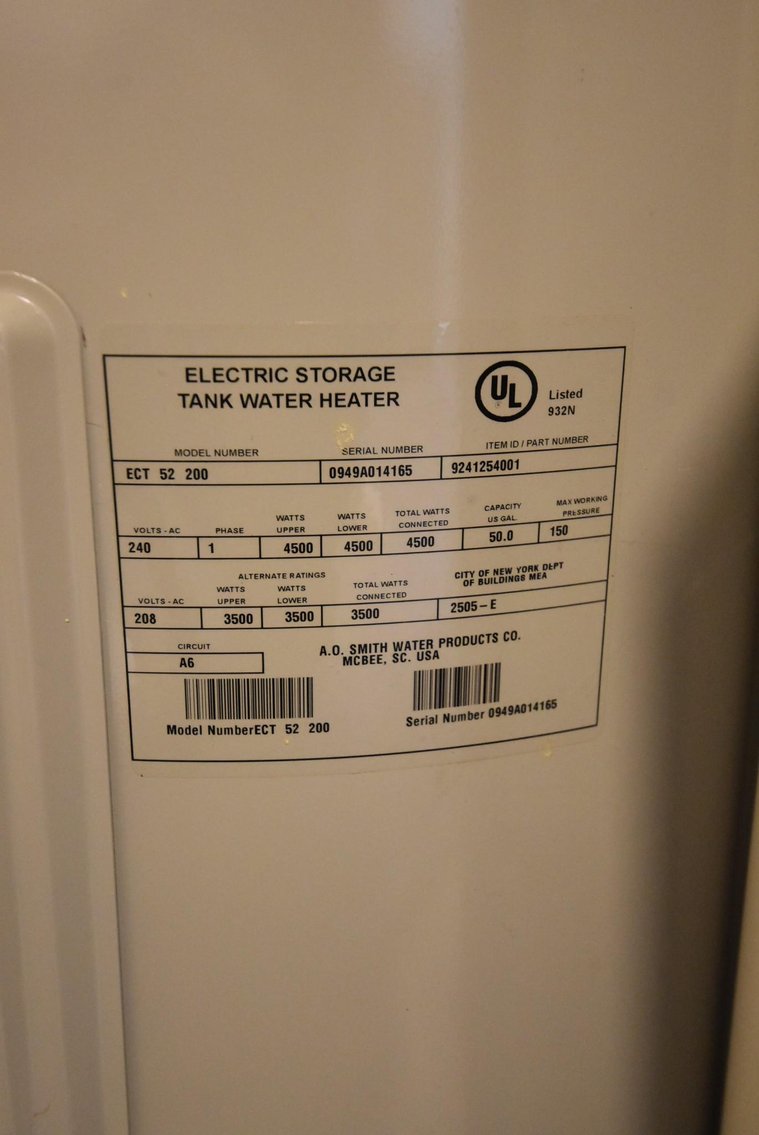 ELECTRIC STORAGE
TANK WATER HEATER
UL Listed
932N
MODEL NUMBER SERIAL NUMBER ITEM ID / PART NUMBER
ECT 52 200 0949A014165 9241254001
VOLTS - AC PHASE WATTS UPPER WATTS LOWER TOTAL WATTS CONNECTED CAPACITY US GAL. MAX WORKING PRESSURE
240 1 4500 4500 4500 50.0 150
ALTERNATE RATINGS
VOLTS - AC WATTS UPPER WATTS LOWER TOTAL WATTS CONNECTED CITY OF NEW YORK DEPT OF BUILDINGS MEA
208 3500 3500 3500 2505-E
CIRCUIT
A6
A.O. SMITH WATER PRODUCTS CO.
MCBEE, SC. USA
Model NumberECT 52 200 Serial Number 0949A014165